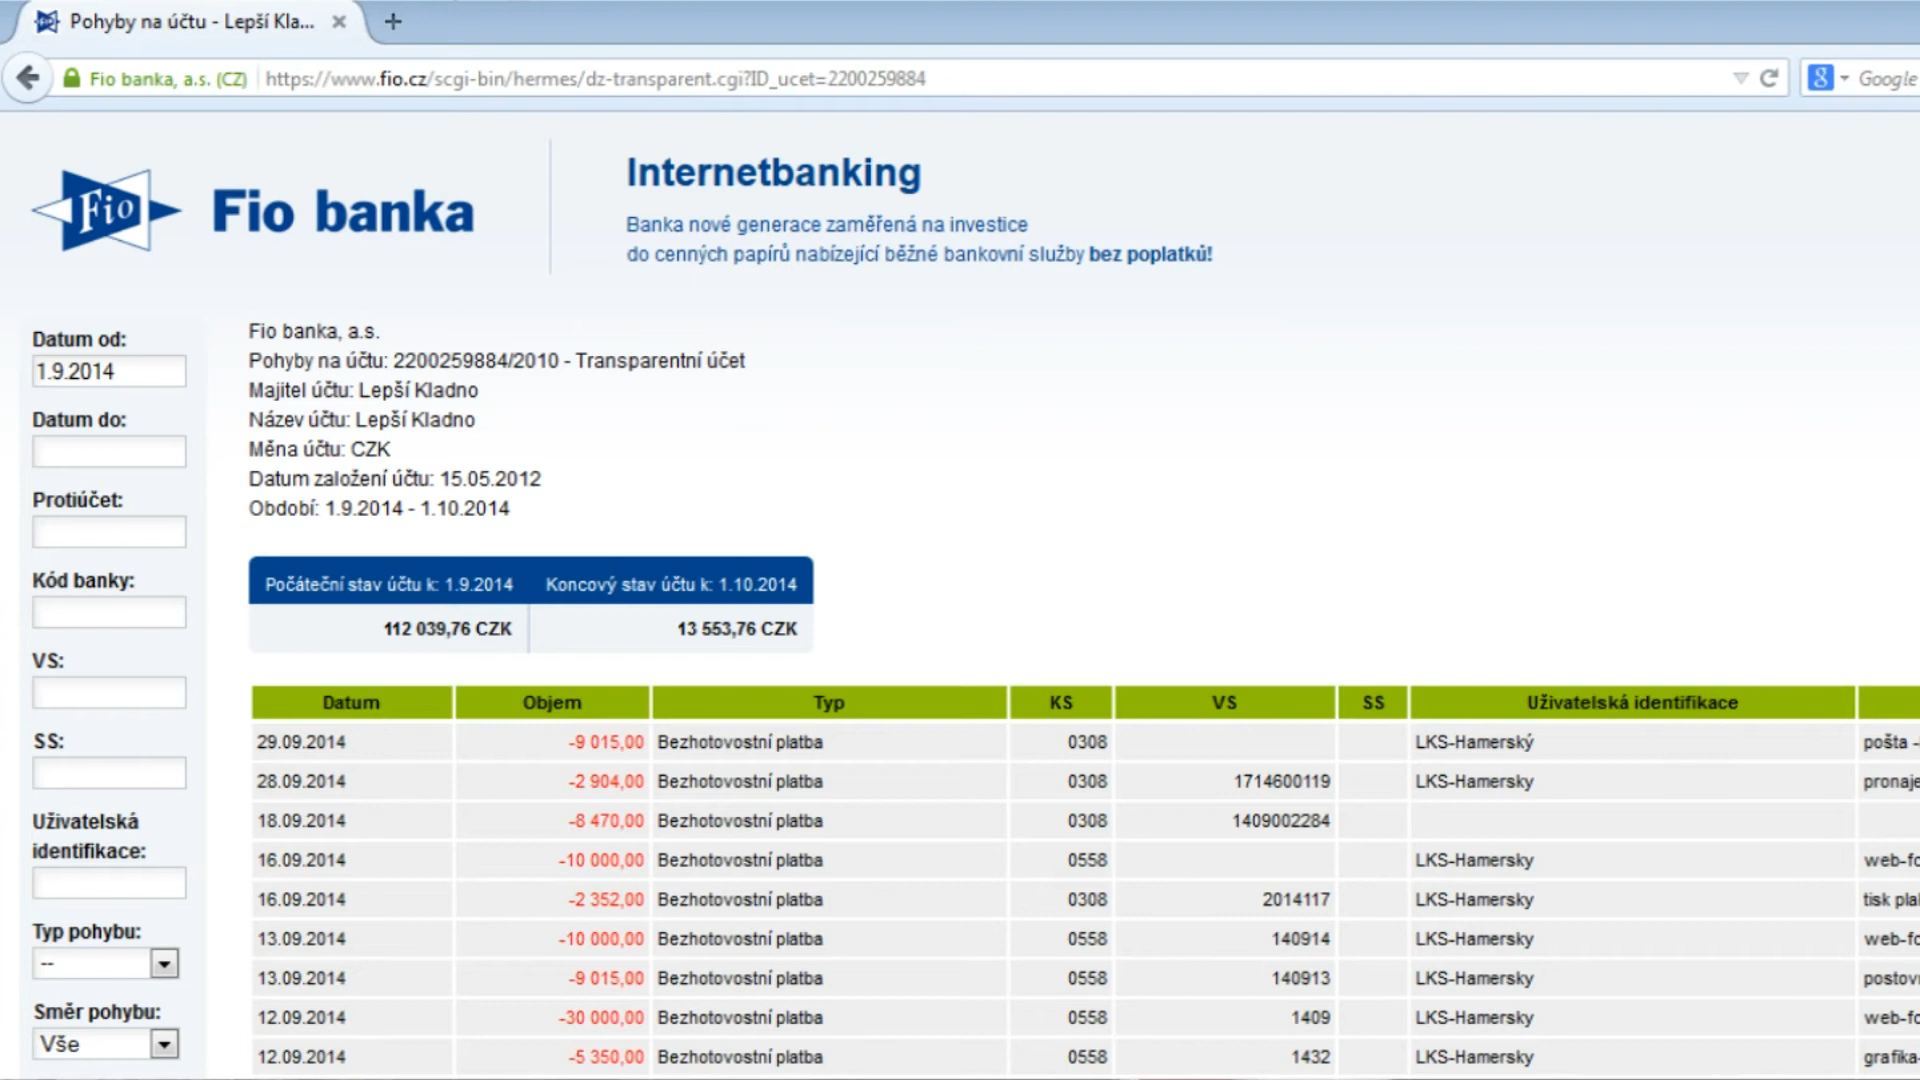 Pohyby na účtu - Lepší Kla...
Fio banka, a.s. (CZ) https://www.fio.cz/scgi-bin/hermes/dz-transparent.cgi?ID_ucet=2200259884
8 Google
Fio
Fio banka
Internetbanking
Banka nové generace zaměřená na investice
do cenných papírů nabízející běžné bankovní služby bez poplatků!
Datum od:
1.9.2014
Datum do:
Protiúčet:
Kód banky:
VS:
SS:
Uživatelská
identifikace:
Typ pohybu:
--
Směr pohybu:
Vše
Fio banka, a.s.
Pohyby na účtu: 2200259884/2010 - Transparentní účet
Majitel účtu: Lepší Kladno
Název účtu: Lepší Kladno
Měna účtu: CZK
Datum založení účtu: 15.05.2012
Období: 1.9.2014 - 1.10.2014
Počáteční stav účtu k: 1.9.2014 Koncový stav účtu k: 1.10.2014
112 039,76 CZK 13 553,76 CZK
Datum Objem Typ KS VS SS Uživatelská identifikace
29.09.2014 -9 015,00 Bezhotovostní platba 0308 LKS-Hamerský pošta
28.09.2014 -2 904,00 Bezhotovostní platba 0308 1714600119 LKS-Hamersky
18.09.2014 -8 470,00 Bezhotovostní platba 0308 1409002284
16.09.2014 -10 000,00 Bezhotovostní platba 0558 LKS-Hamersky
16.09.2014 -2 352,00 Bezhotovostní platba 0308 2014117 LKS-Hamersky tisk
13.09.2014 -10 000,00 Bezhotovostní platba 0558 140914 LKS-Hamersky
13.09.2014 -9 015,00 Bezhotovostní platba 0558 140913 LKS-Hamersky
12.09.2014 -30 000,00 Bezhotovostní platba 0558 1409 LKS-Hamersky
12.09.2014 -5 350,00 Bezhotovostní platba 0558 1432 LKS-Hamersky grafika